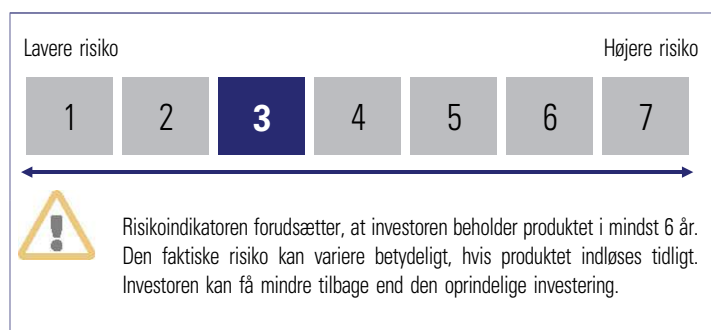 Lavere risiko Højere risiko
1 2 3 4 5 6 7
Risikoindikatoren forudsætter, at investoren beholder produktet i mindst 6 år.
Den faktiske risiko kan variere betydeligt, hvis produktet indløses tidligt.
Investoren kan få mindre tilbage end den oprindelige investering.